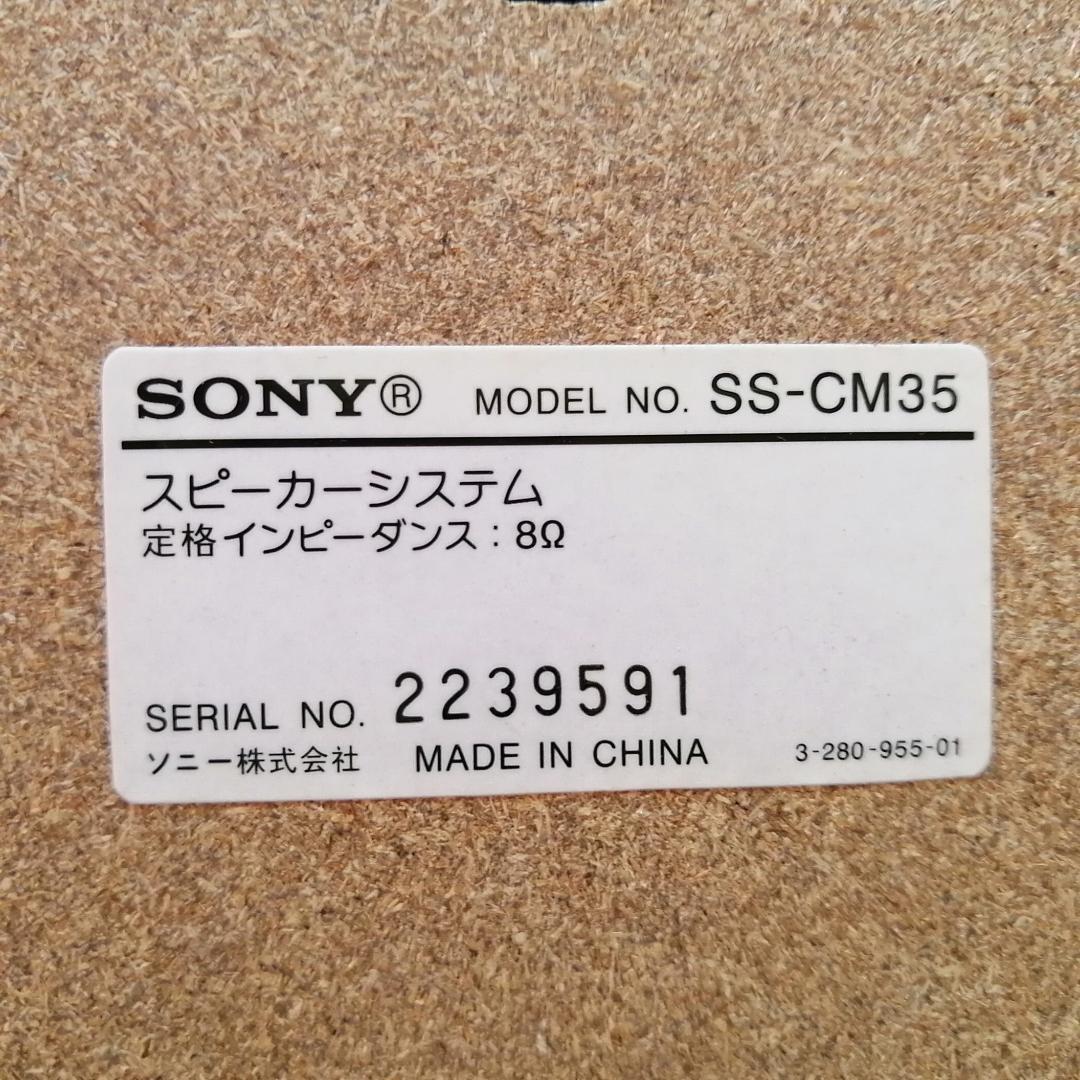 SONY® MODEL NO. SS-CM35
スピーカーシステム
定格インピーダンス：8Ω
SERIAL NO. 2239591
ソニー株式会社 MADE IN CHINA 3-280-955-01